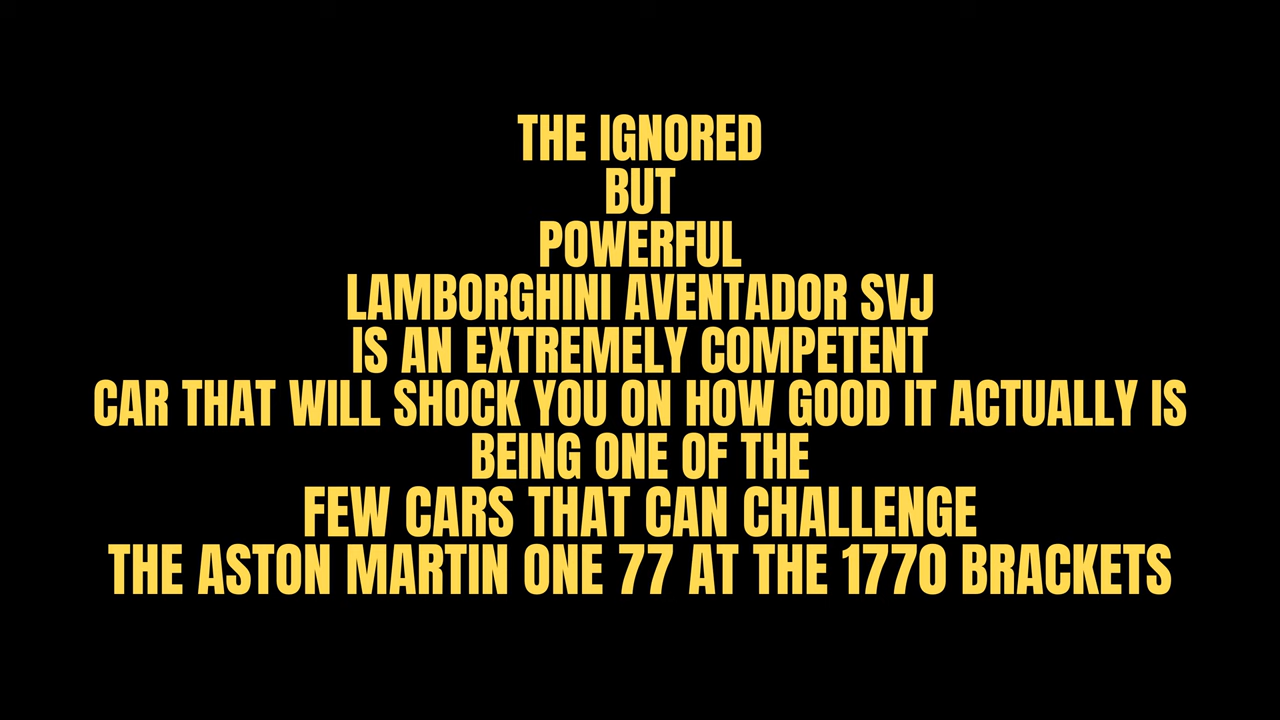 THE IGNORED
BUT
POWERFUL
LAMBORGHINI AVENTADOR SVJ
IS AN EXTREMELY COMPETENT
CAR THAT WILL SHOCK YOU ON HOW GOOD IT ACTUALLY IS
BEING ONE OF THE
FEW CARS THAT CAN CHALLENGE
THE ASTON MARTIN ONE 77 AT THE 1770 BRACKETS